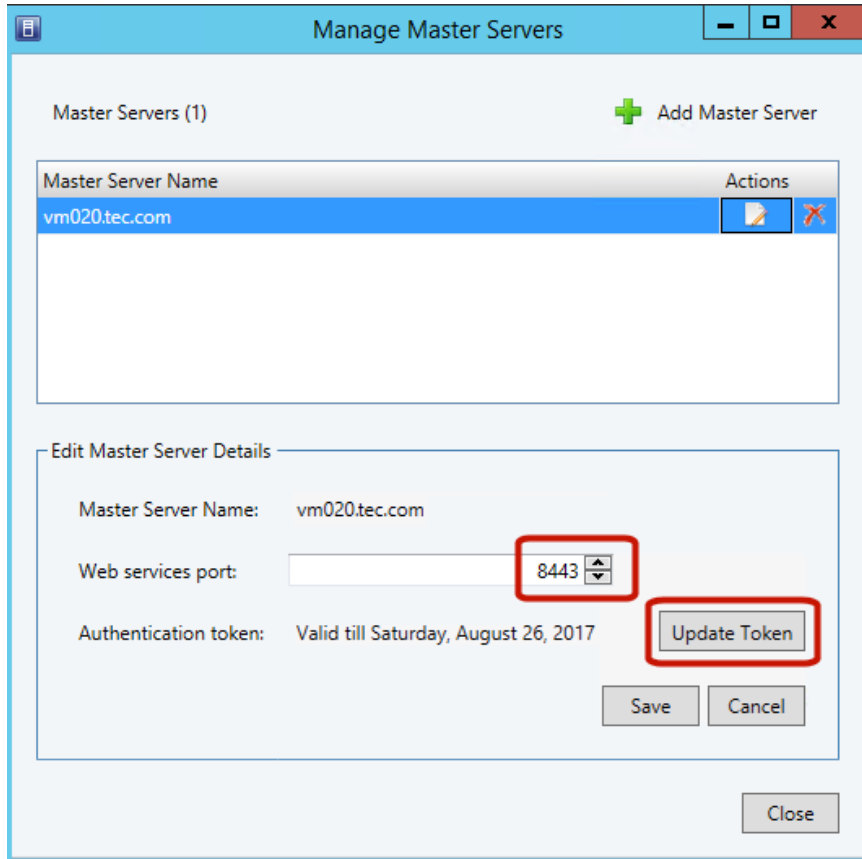 Manage Master Servers
Master Servers (1) Add Master Server
Master Server Name Actions
vm020.tec.com
Edit Master Server Details
Master Server Name: vm020.tec.com
Web services port: 8443
Authentication token: Valid till Saturday, August 26, 2017 Update Token
Save Cancel
Close